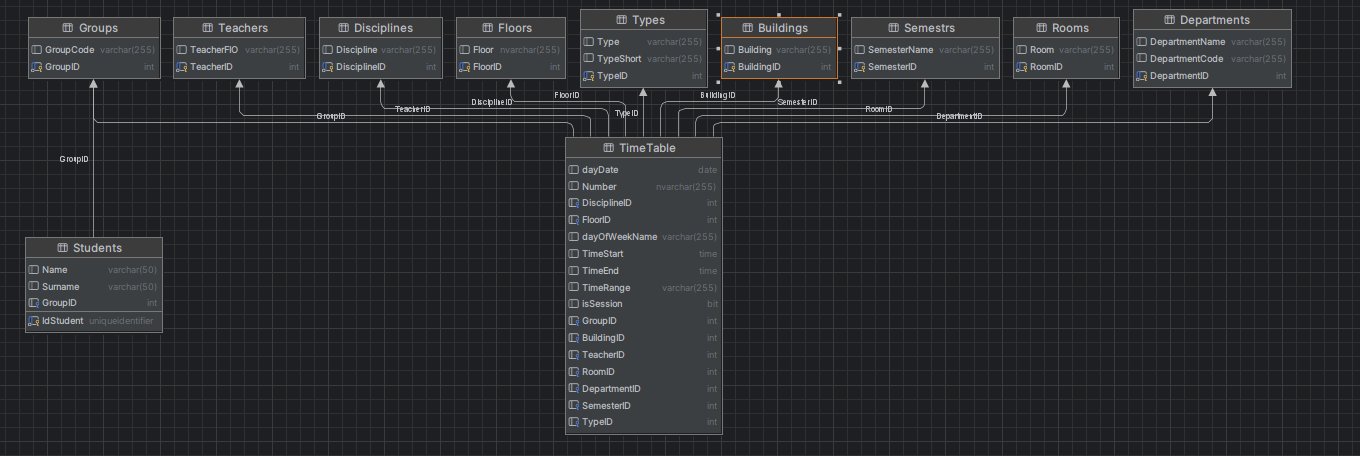 Groups
GroupCode varchar(255)
GroupID int
Teachers
TeacherFIO nvarchar(255)
TeacherID int
Disciplines
Discipline varchar(255)
DisciplineID int
Floors
Floor nvarchar(255)
FloorID int
Types
Type varchar(255)
TypeShort varchar(255)
TypeID int
Buildings
Building varchar(255)
BuildingID int
Semestrs
SemesterName varchar(255)
SemesterID int
Rooms
Room varchar(255)
RoomID int
Departments
DepartmentName varchar(255)
DepartmentCode varchar(255)
DepartmentID int
FloorID
BuildingID
DisciplineID
SemesterID
TeacherID
RoomID
TypeID
GroupID
DepartmentID
GroupID
TimeTable
dayDate date
Number nvarchar(255)
DisciplineID int
FloorID int
dayOfWeekName varchar(255)
TimeStart time
TimeEnd time
TimeRange varchar(255)
isSession bit
GroupID int
BuildingID int
TeacherID int
RoomID int
DepartmentID int
SemesterID int
TypeID int
Students
Name varchar(50)
Surname varchar(50)
GroupID int
IdStudent uniqueidentifier